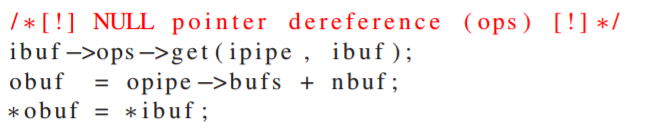 /*[!] NULL pointer dereference (ops) [!]*/
ibuf->ops->get(ipipe, ibuf);
obuf = opipe->bufs + nbuf;
*obuf = *ibuf;